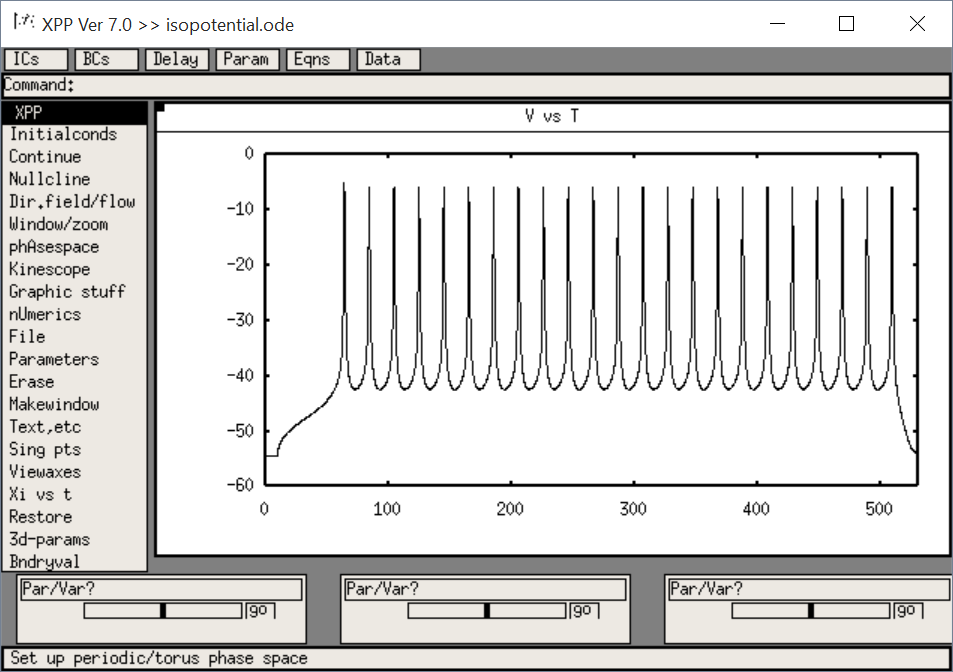 XPP Ver 7.0 >> isopotential.ode
ICs BCs Delay Param Eqns Data
Command:
XPP
Initialconds
Continue
Nullcline
Dir.field/flow
Window/zoom
phAsespace
Kinescope
Graphic stuff
nUmerics
File
Parameters
Erase
Makewindow
Text,etc
Sing pts
Viewaxes
Xi vs t
Restore
3d-params
Bndryval
V vs T
0
-10
-20
-30
-40
-50
-60
0 100 200 300 400 500
Par/Var? Par/Var? Par/Var?
go go go
Set up periodic/torus phase space